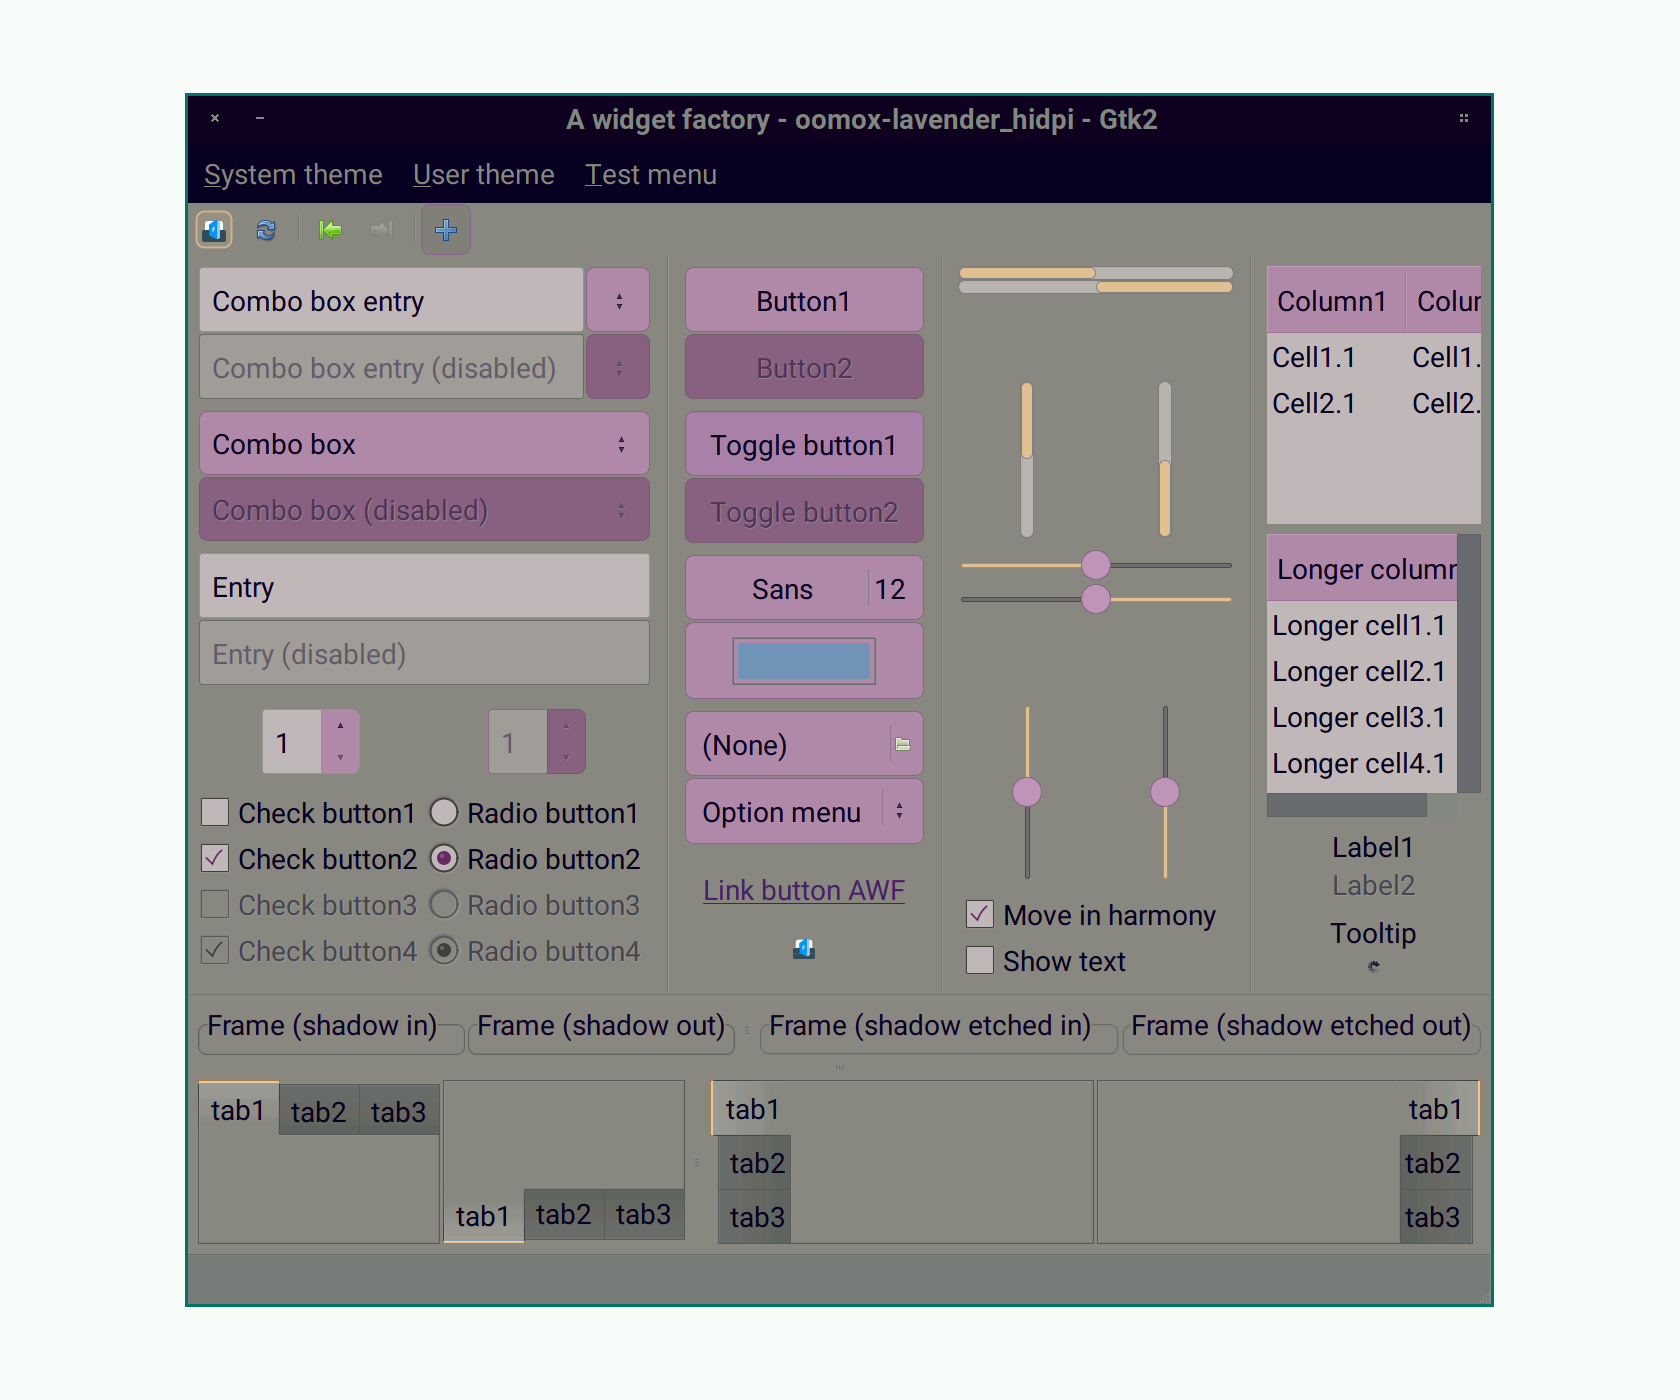 A widget factory - oomox-lavender_hidpi - Gtk2
System theme User theme Test menu
Combo box entry
Combo box entry (disabled)
Combo box
Combo box (disabled)
Entry
Entry (disabled)
1 1
Check button1 Radio button1
Check button2 Radio button2
Check button3 Radio button3
Check button4 Radio button4
Button1
Button2
Toggle button1
Toggle button2
Sans 12
(None)
Option menu
Link button AWF
Move in harmony
Show text
Column1
Cell1.1
Cell2.1
Longer cell1.1
Longer cell2.1
Longer cell3.1
Longer cell4.1
Label1
Label2
Tooltip
Frame (shadow in) Frame (shadow out) Frame (shadow etched in) Frame (shadow etched out)
tab1 tab2 tab3
tab1 tab2 tab3
tab1
tab2
tab3
tab1
tab2
tab3